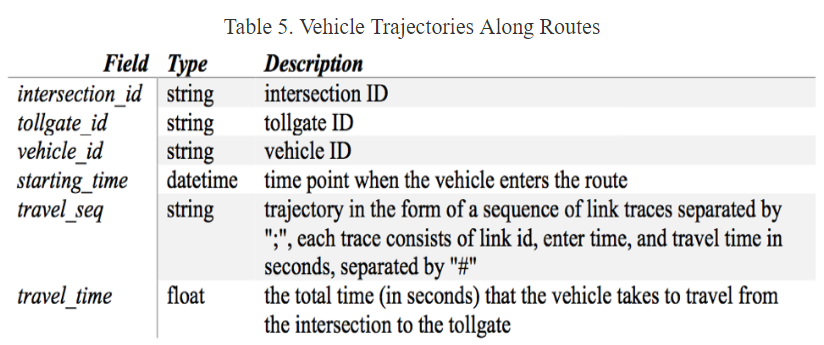 Table 5. Vehicle Trajectories Along Routes
Field Type Description
intersection_id string intersection ID
tollgate_id string tollgate ID
vehicle_id string vehicle ID
starting_time datetime time point when the vehicle enters the route
travel_seq string trajectory in the form of a sequence of link traces separated by
";", each trace consists of link id, enter time, and travel time in
seconds, separated by "#"
travel_time float the total time (in seconds) that the vehicle takes to travel from
the intersection to the tollgate